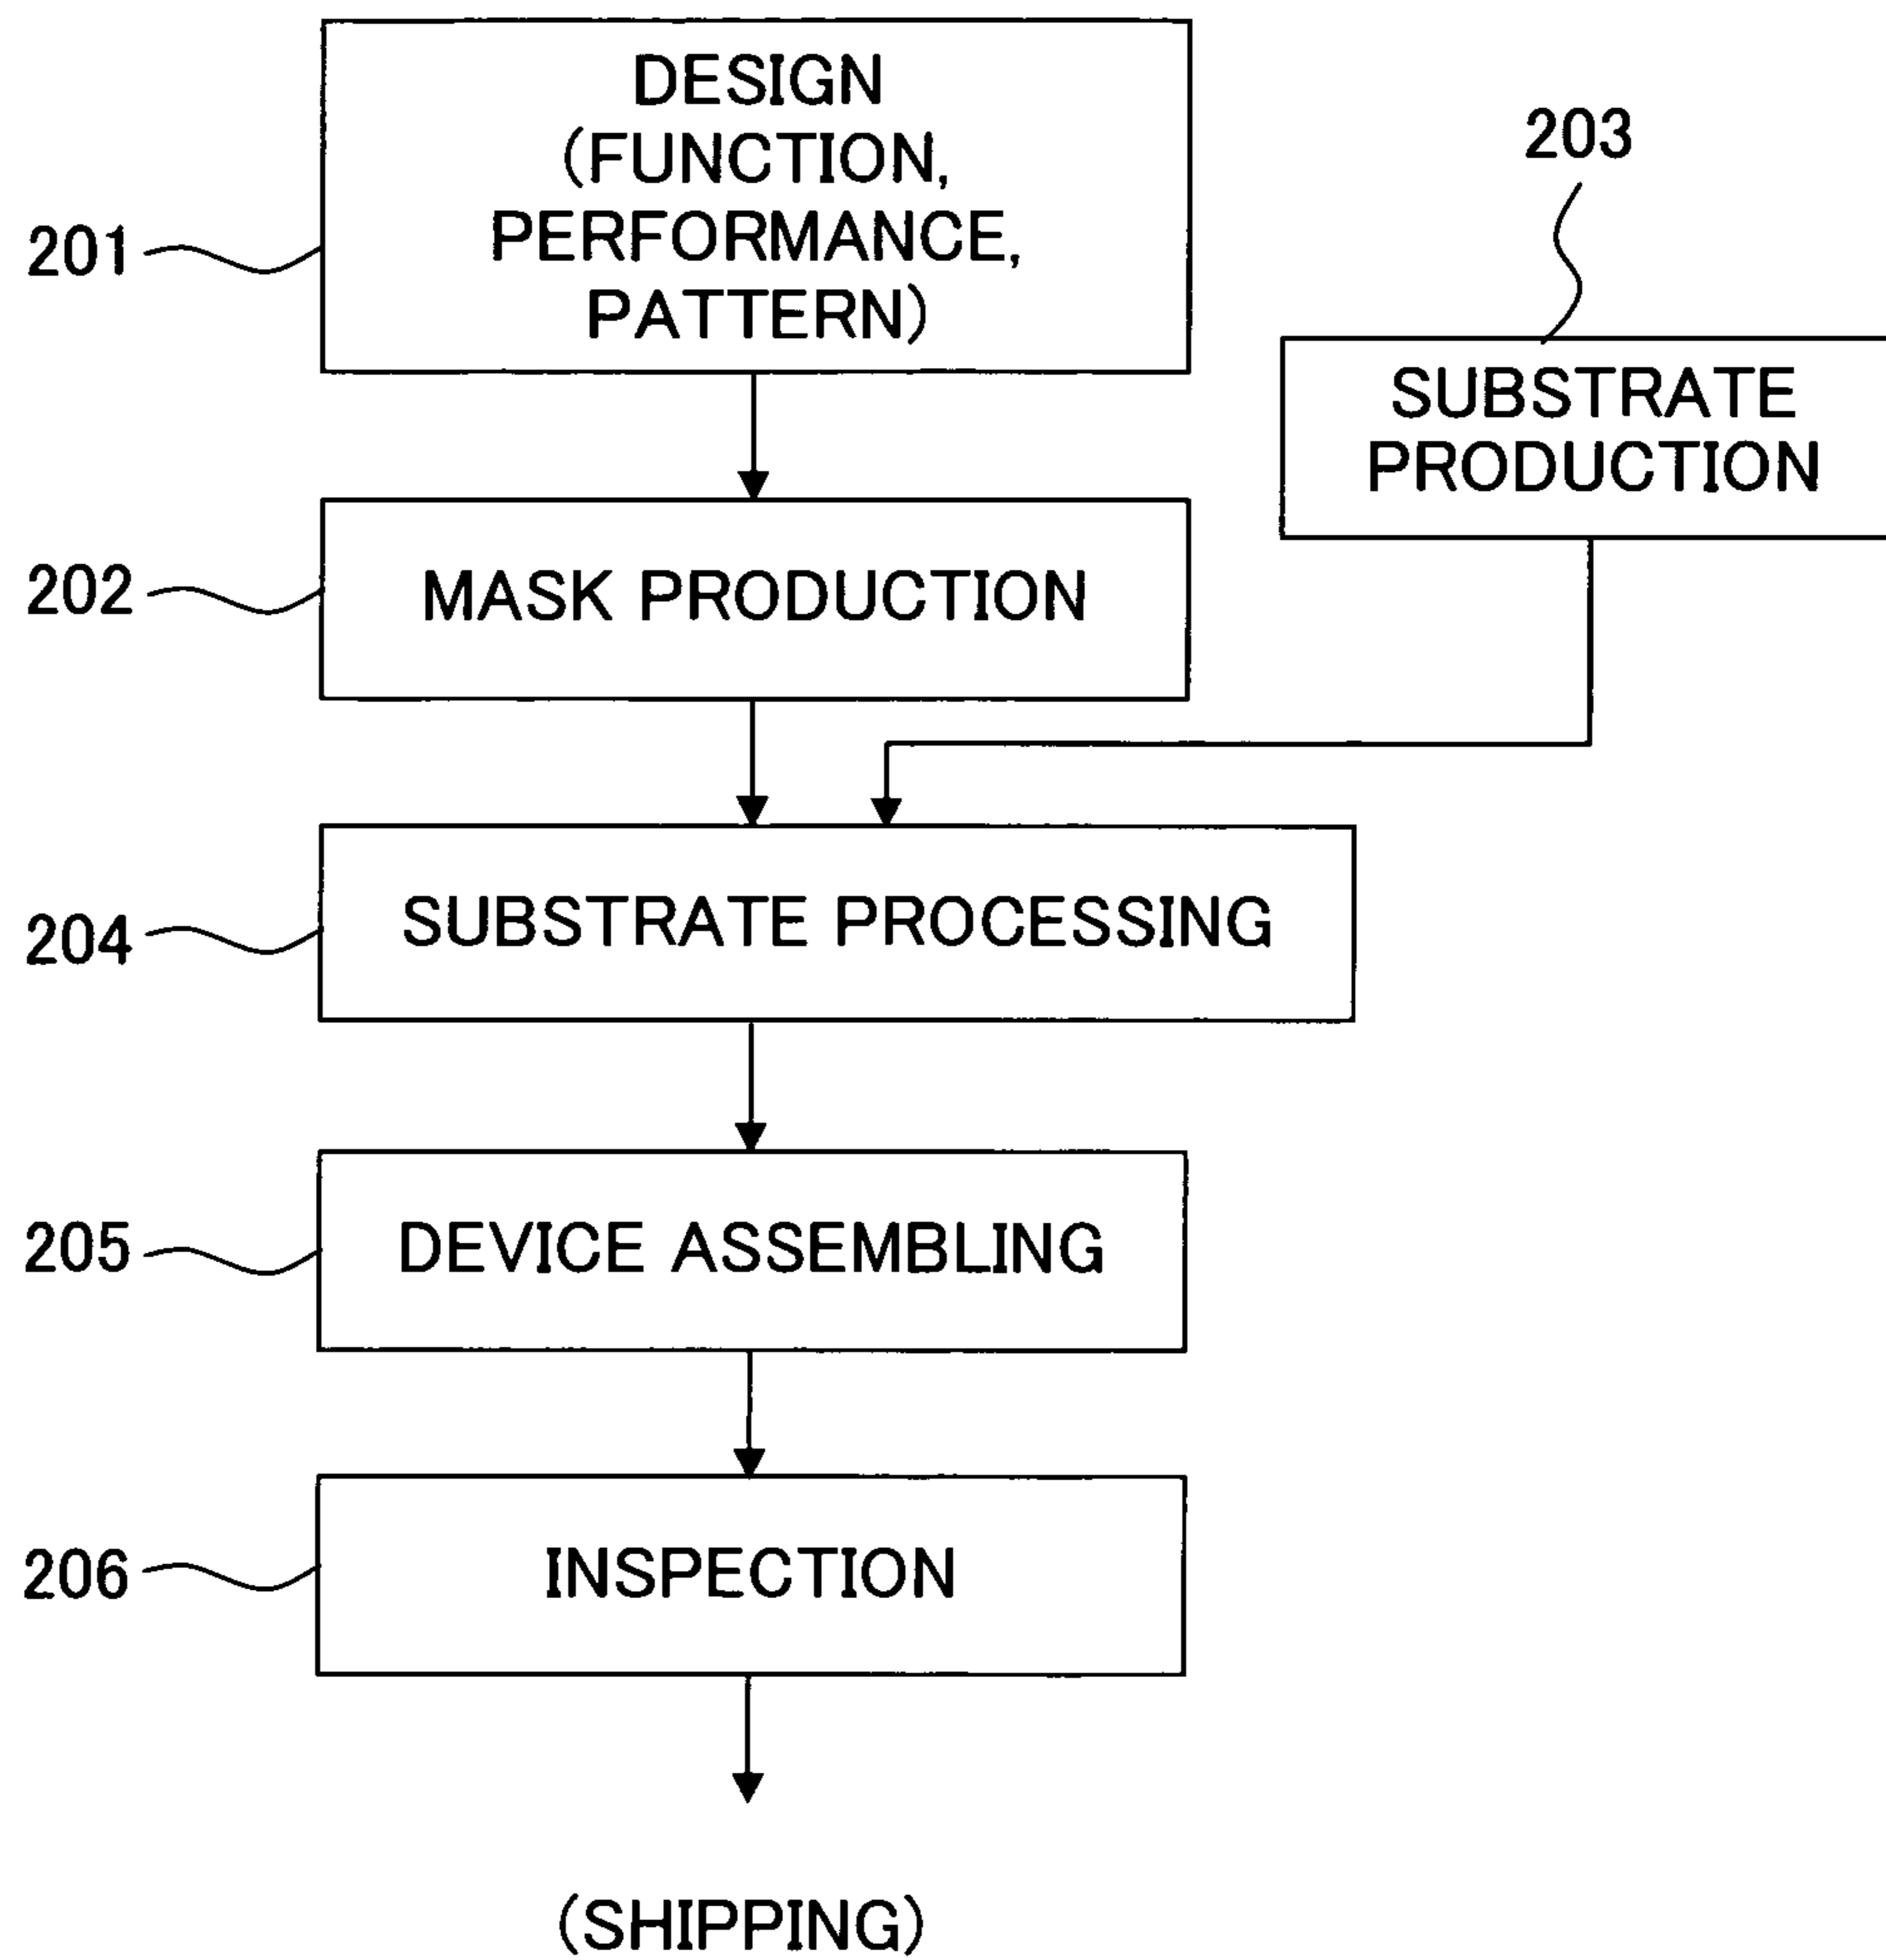 DESIGN
(FUNCTION,
PERFORMANCE,
PATTERN)
201
203
SUBSTRATE
PRODUCTION
202
MASK PRODUCTION
204
SUBSTRATE PROCESSING
205
DEVICE ASSEMBLING
206
INSPECTION
(SHIPPING)